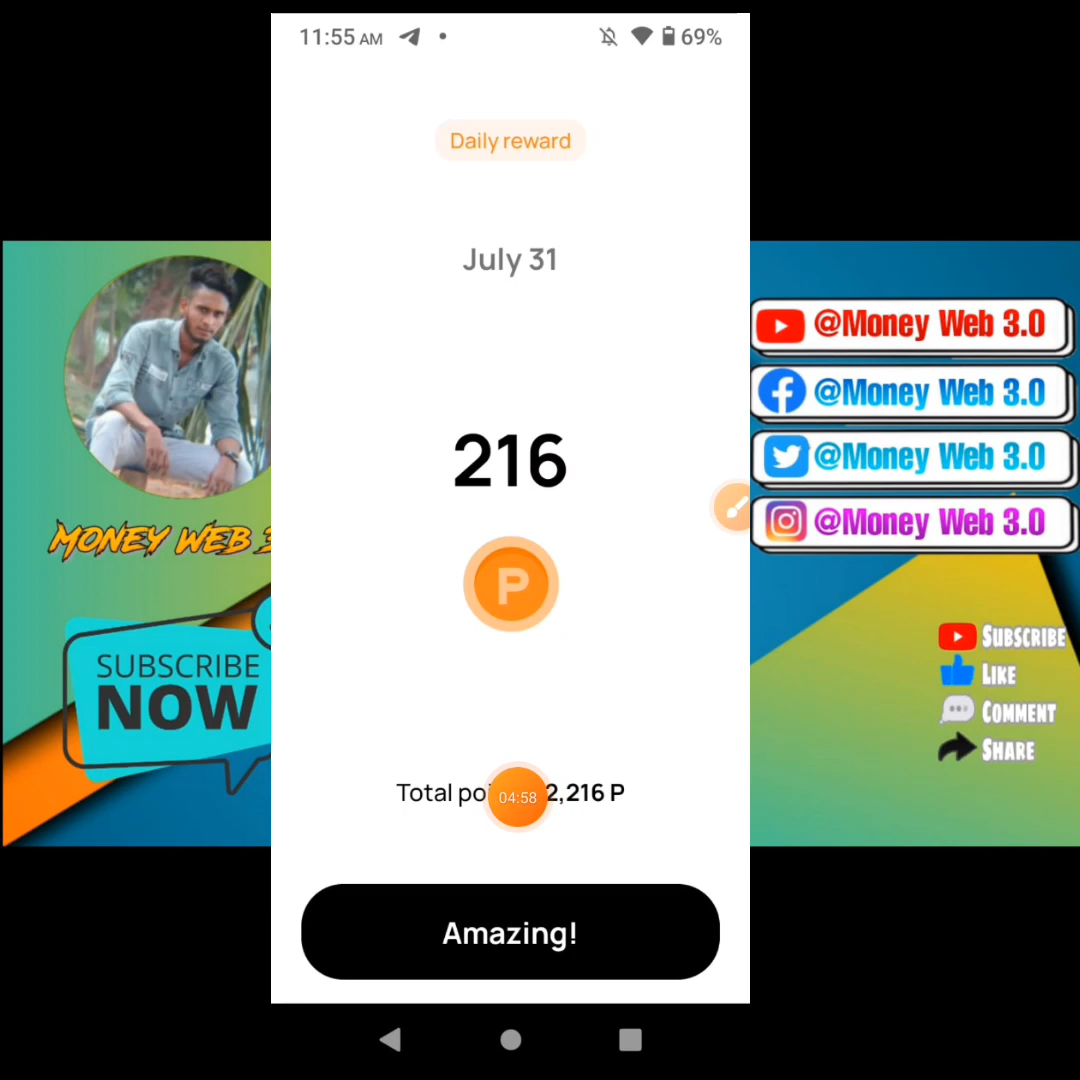 11:55 AM
69%
Daily reward
July 31
216
P
Total po
04:58
2,216 P
Amazing!
MONEY WEB
SUBSCRIBE
NOW
@Money Web 3.0
@Money Web 3.0
@Money Web 3.0
@Money Web 3.0
SUBSCRIBE
LIKE
COMMENT
SHARE